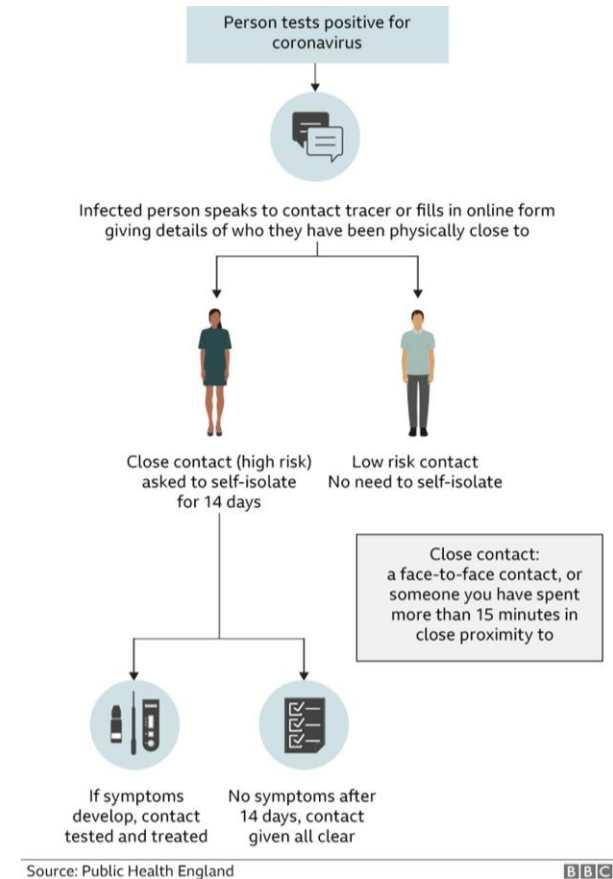 Person tests positive for
coronavirus
Infected person speaks to contact tracer or fills in online form
giving details of who they have been physically close to
Close contact (high risk)
asked to self-isolate
for 14 days
Low risk contact
No need to self-isolate
Close contact:
a face-to-face contact, or
someone you have spent
more than 15 minutes in
close proximity to
If symptoms
develop, contact
tested and treated
No symptoms after
14 days, contact
given all clear
Source: Public Health England
BBC